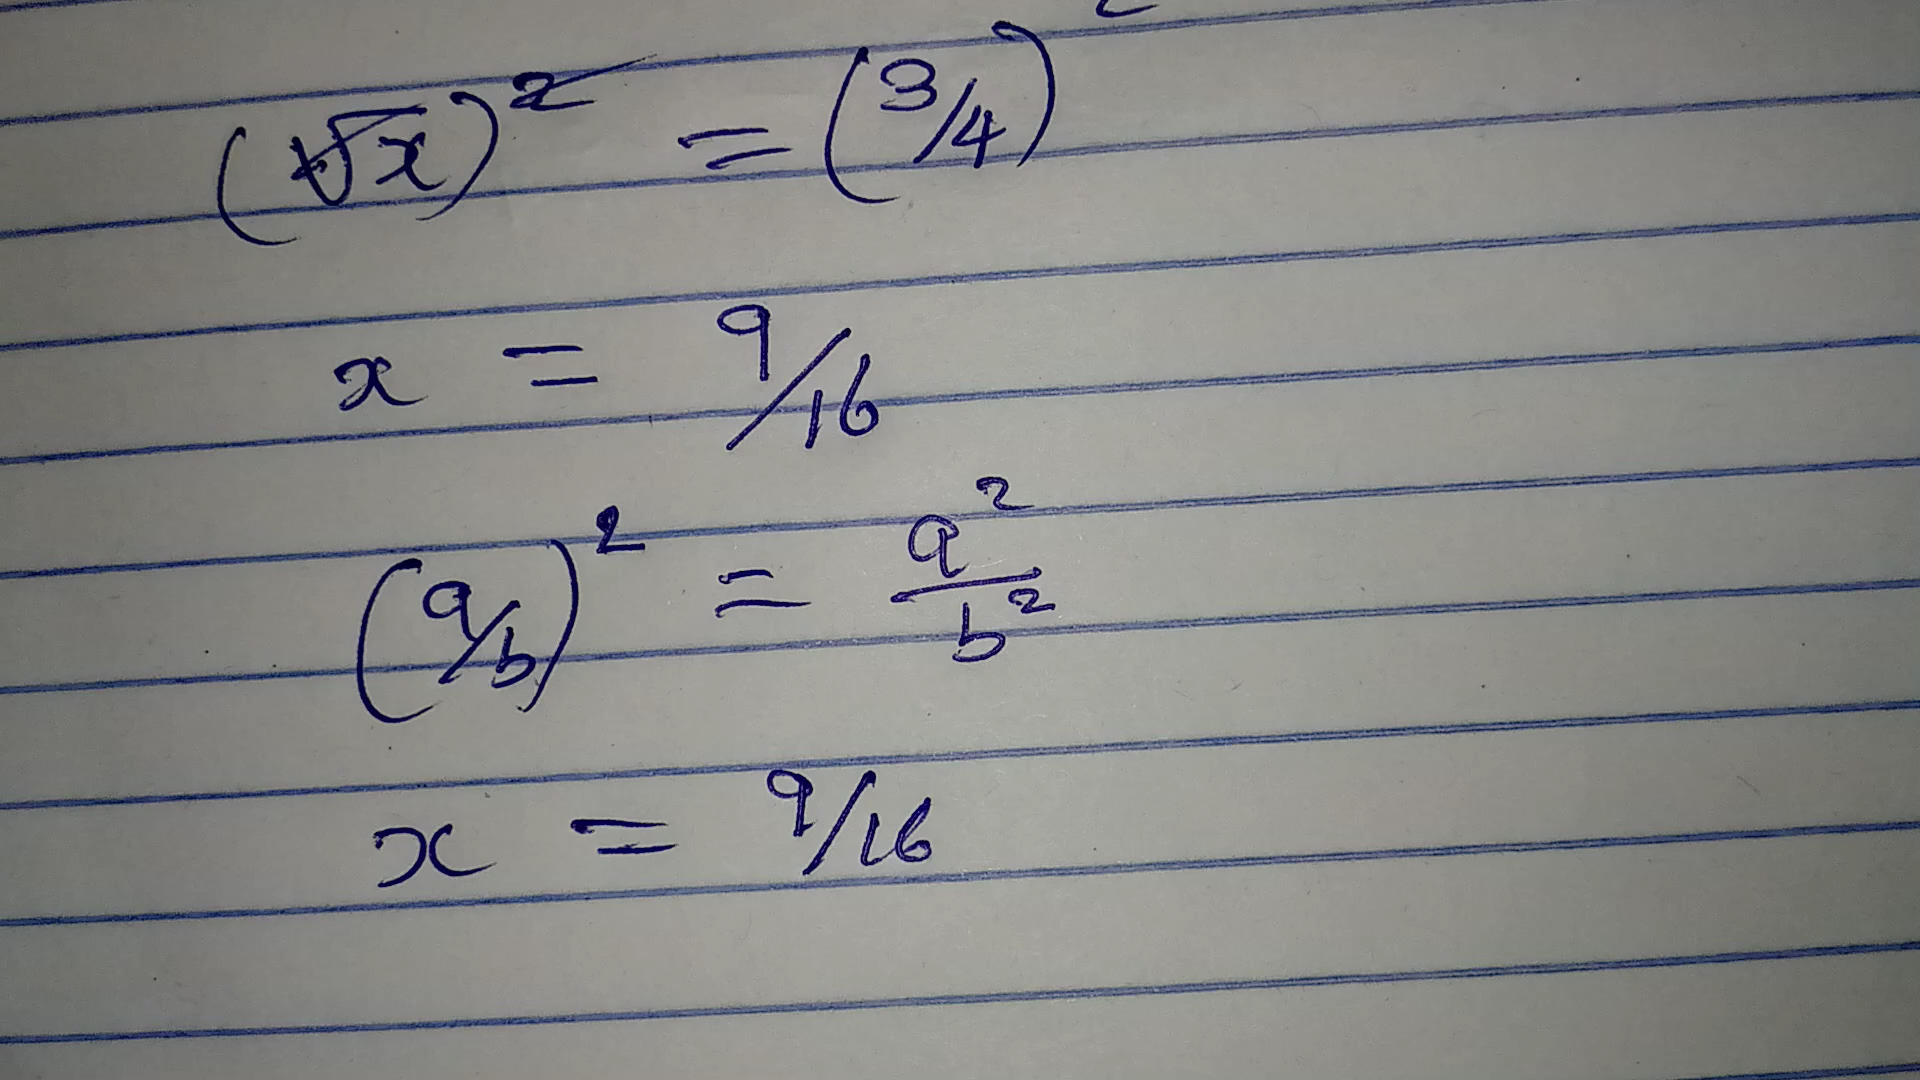 (√x)² = (3/4)²
x = 9/16
(a/b)² = a²/b²
x = 9/16